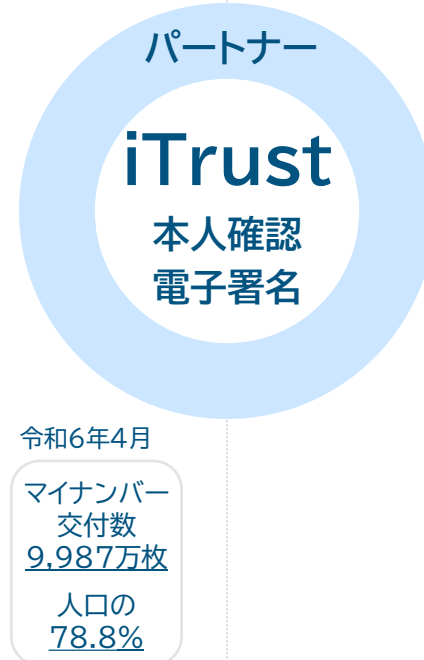 パートナー
iTrust
本人確認
電子署名
令和6年4月
マイナンバー
交付数
9,987万枚
人口の
78.8%